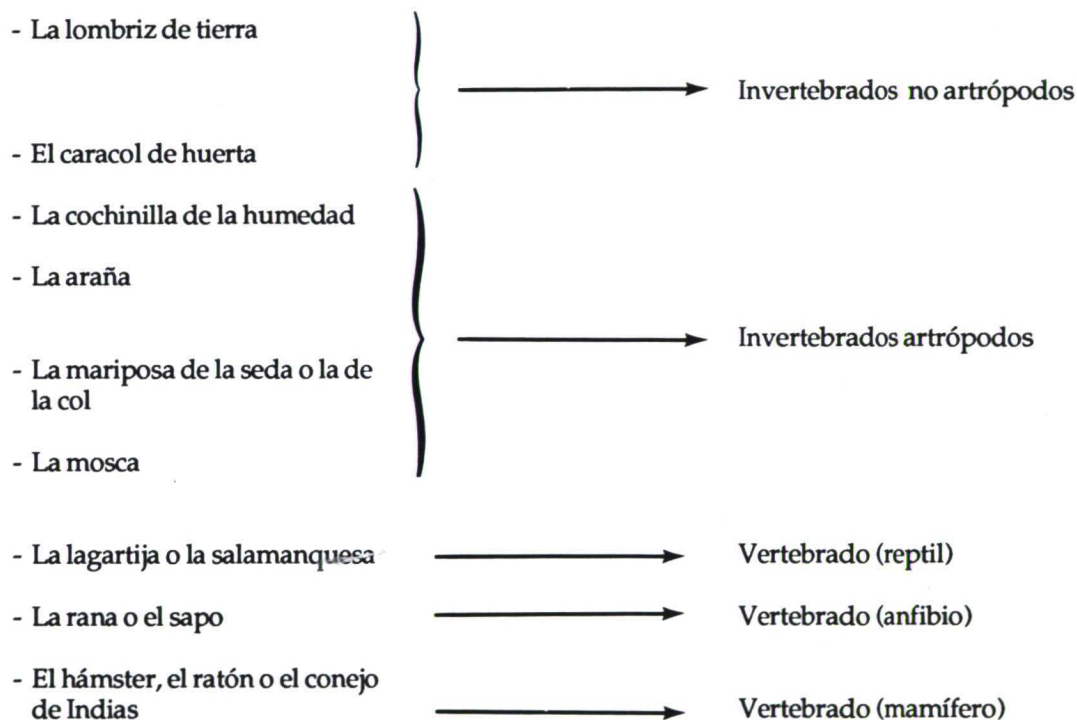 - La lombriz de tierra
Invertebrados no artrópodos
- El caracol de huerta
- La cochinilla de la humedad
- La araña
Invertebrados artrópodos
- La mariposa de la seda o la de
la col
- La mosca
- La lagartija o la salamanquesa
Vertebrado (reptil)
- La rana o el sapo
Vertebrado (anfibio)
- El hámster, el ratón o el conejo
de Indias
Vertebrado (mamífero)